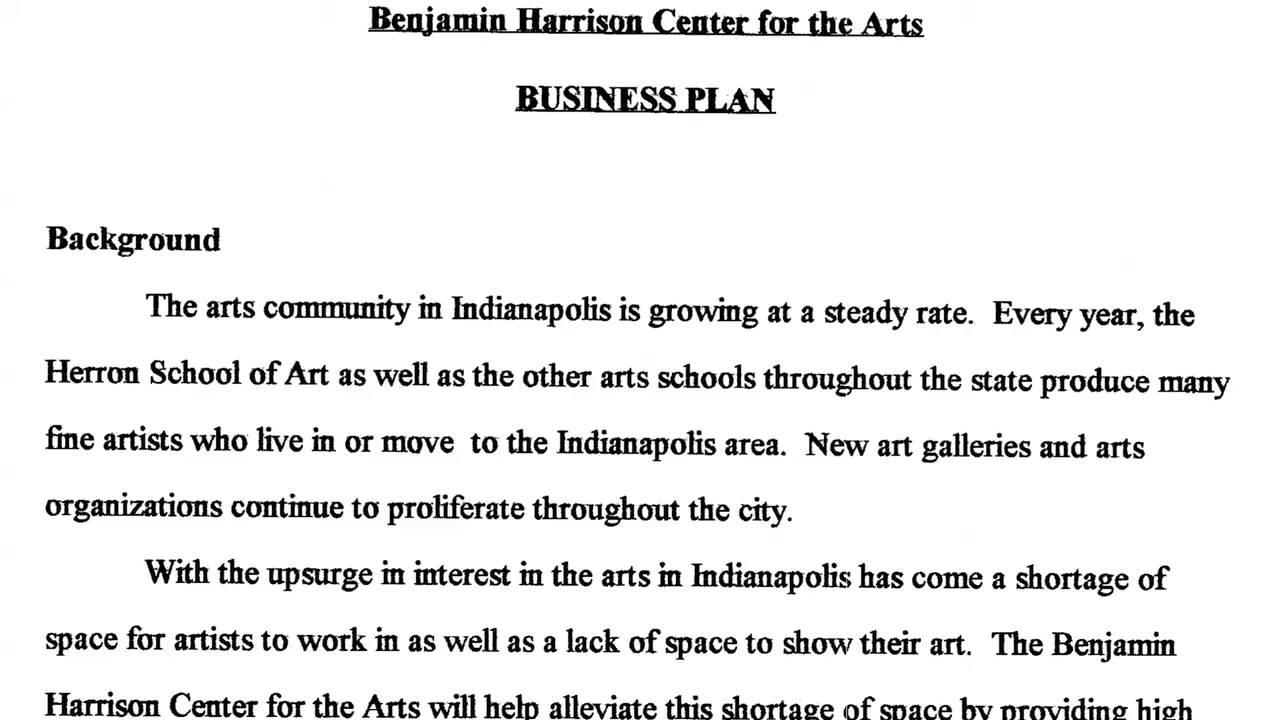 Benjamin Harrison Center for the Arts
BUSINESS PLAN
Background
The arts community in Indianapolis is growing at a steady rate.  Every year, the
Herron School of Art as well as the other arts schools throughout the state produce many
fine artists who live in or move  to the Indianapolis area.  New art galleries and arts
organizations continue to proliferate throughout the city.
With the upsurge in interest in the arts in Indianapolis has come a shortage of
space for artists to work in as well as a lack of space to show their art.  The Benjamin
Harrison Center for the Arts will help alleviate this shortage of space by providing high